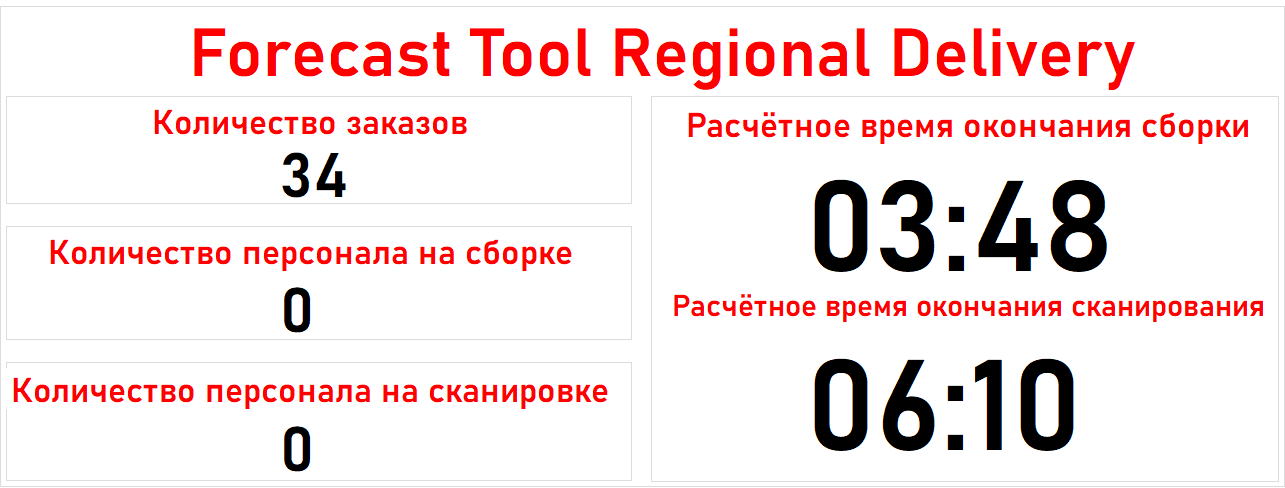 Forecast Tool Regional Delivery
Количество заказов
34
Количество персонала на сборке
0
Количество персонала на сканировке
0
Расчётное время окончания сборки
03:48
Расчётное время окончания сканирования
06:10